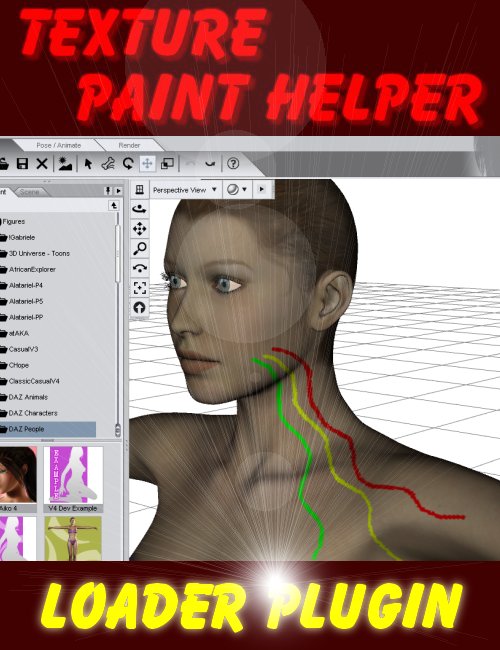 TEXTURE
PAINT HELPER
Pose / Animate
Render
nt
Scene
Perspective View
Figures
!Gabriele
3D Universe - Toons
AfricanExplorer
Alatariel-P4
Alatariel-P5
Alatariel-PP
atAKA
CasualV3
CHope
ClassicCasualV4
DAZ Animals
DAZ Characters
DAZ People
EXAMPLE
Aiko 4
V4 Dev Example
LOADER PLUGIN